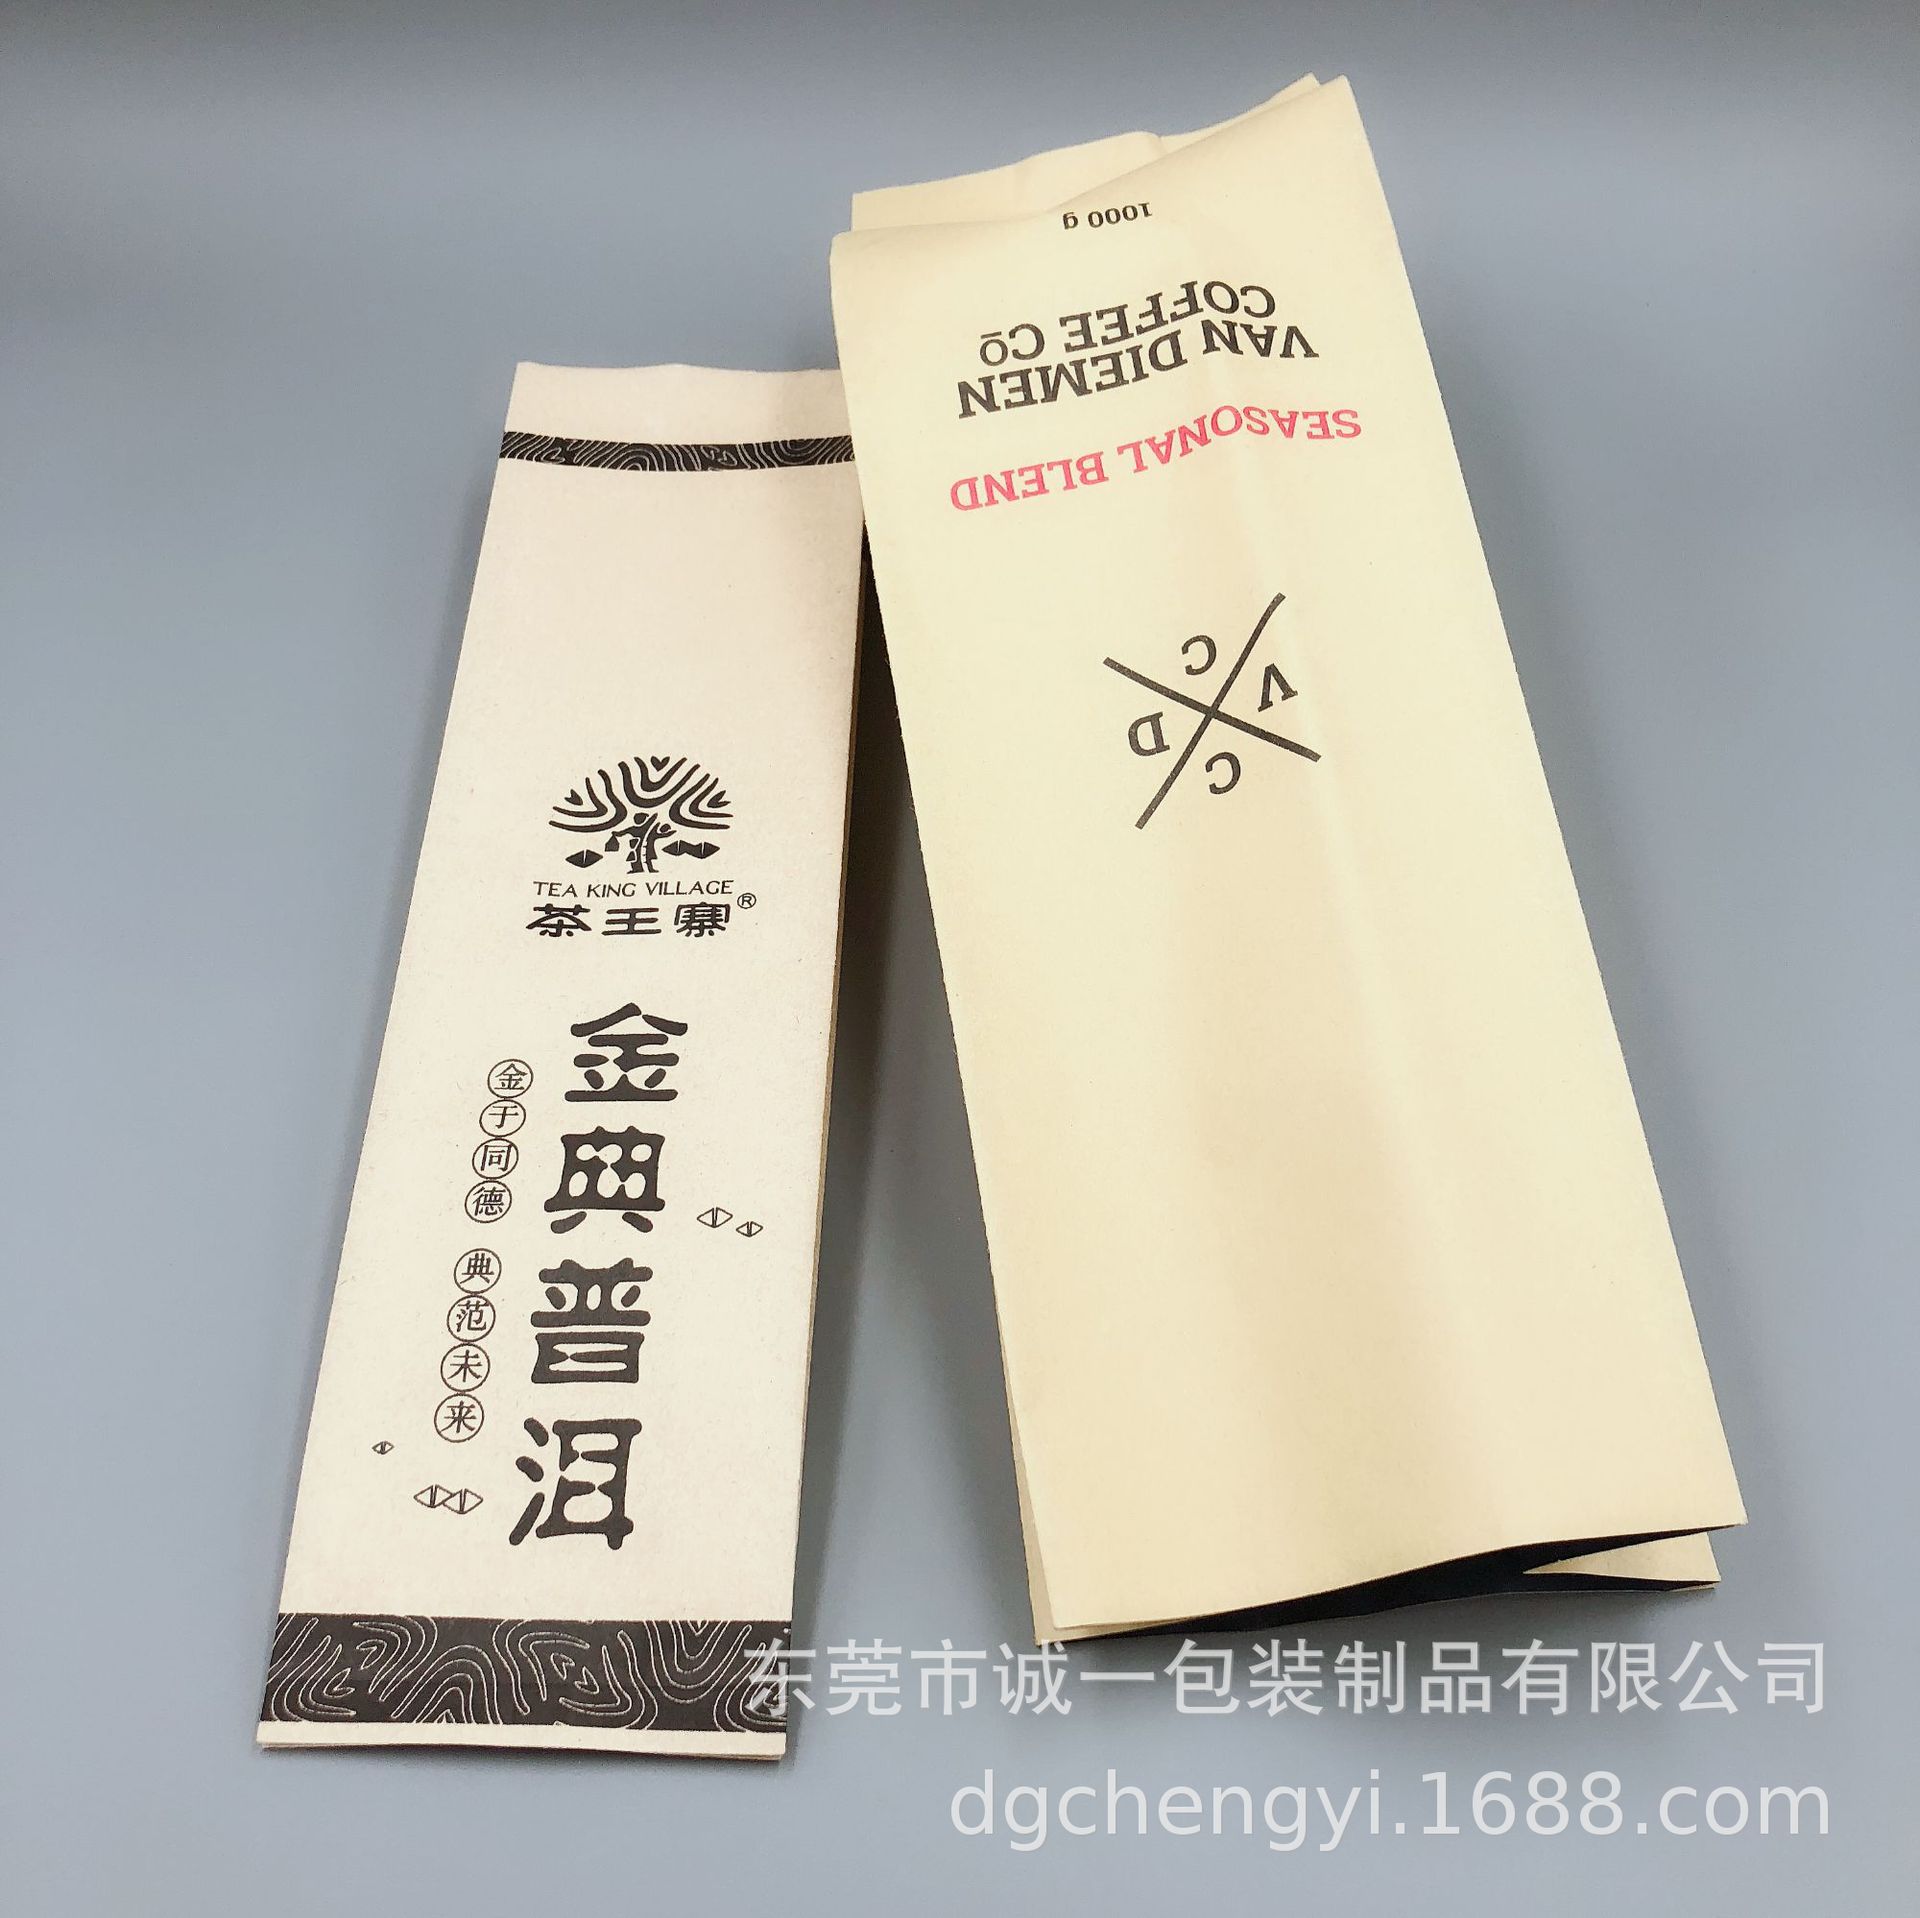 TEA KING VILLAGE
茶王寨®
金典普洱
金于同德 典范未来
1000 g
VAN DIEMEN
COFFEE CO
SEASONAL BLEND
C
V
D
C
东莞市诚一包装制品有限公司
dgchengyi.1688.com